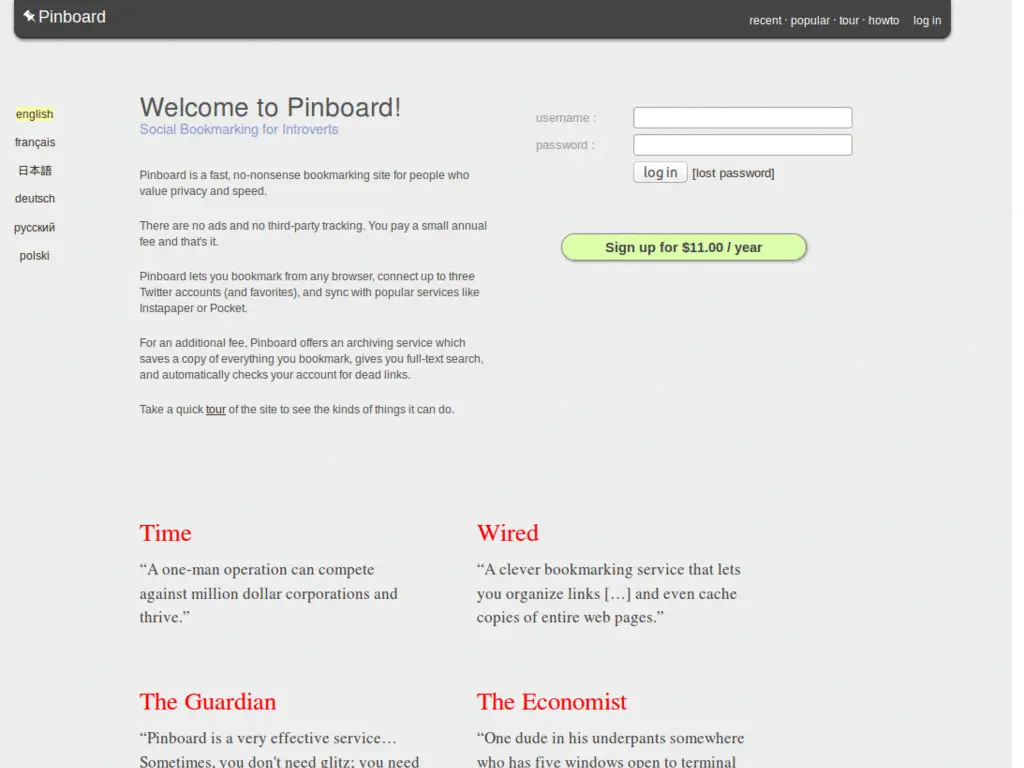 Pinboard
recent · popular · tour · howto log in
english
français
日本語
deutsch
русский
polski
Welcome to Pinboard!
Social Bookmarking for Introverts
Pinboard is a fast, no-nonsense bookmarking site for people who
value privacy and speed.
There are no ads and no third-party tracking. You pay a small annual
fee and that's it.
Pinboard lets you bookmark from any browser, connect up to three
Twitter accounts (and favorites), and sync with popular services like
Instapaper or Pocket.
For an additional fee, Pinboard offers an archiving service which
saves a copy of everything you bookmark, gives you full-text search,
and automatically checks your account for dead links.
Take a quick tour of the site to see the kinds of things it can do.
username :
password :
log in [lost password]
Sign up for $11.00 / year
Time
“A one-man operation can compete
against million dollar corporations and
thrive.”
Wired
“A clever bookmarking service that lets
you organize links […] and even cache
copies of entire web pages.”
The Guardian
“Pinboard is a very effective service…
Sometimes, you don't need glitz; you need
The Economist
“One dude in his underpants somewhere
who has five windows open to terminal